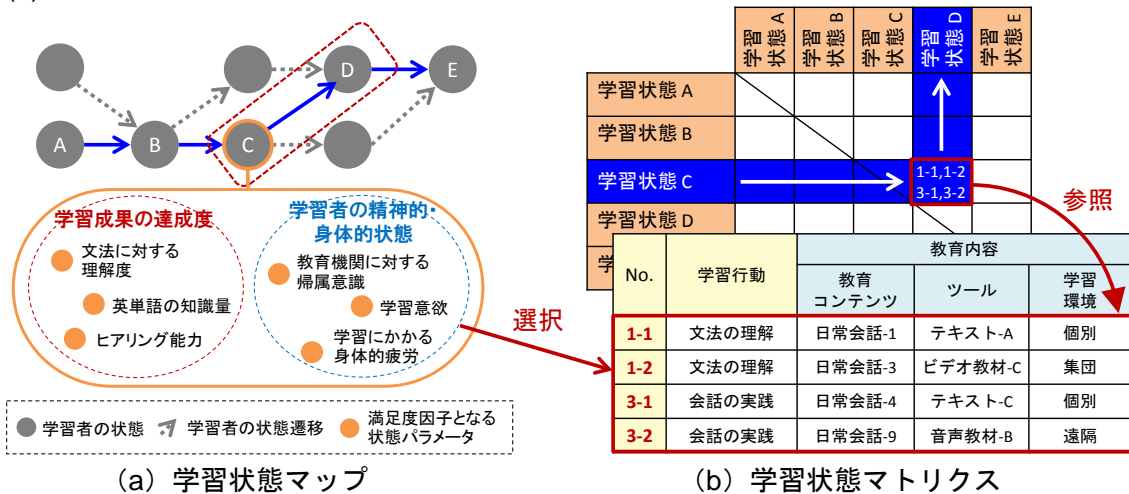 A
B
C
D
E
学習成果の達成度
文法に対する
理解度
英単語の知識量
ヒアリング能力
学習者の精神的・
身体的状態
教育機関に対する
帰属意識
学習意欲
学習にかかる
身体的疲労
選択
学習者の状態
学習者の状態遷移
満足度因子となる
状態パラメータ
(a) 学習状態マップ
学習状態 A
学習状態 B
学習状態 C
学習状態 D
学習状態 E
学習状態 A
学習状態 B
学習状態 C
1-1,1-2
3-1,3-2
学習状態 D
学
参照
No. 学習行動 教育内容
教育
コンテンツ
ツール
学習
環境
1-1 文法の理解 日常会話-1 テキスト-A 個別
1-2 文法の理解 日常会話-3 ビデオ教材-C 集団
3-1 会話の実践 日常会話-4 テキスト-C 個別
3-2 会話の実践 日常会話-9 音声教材-B 遠隔
(b) 学習状態マトリクス